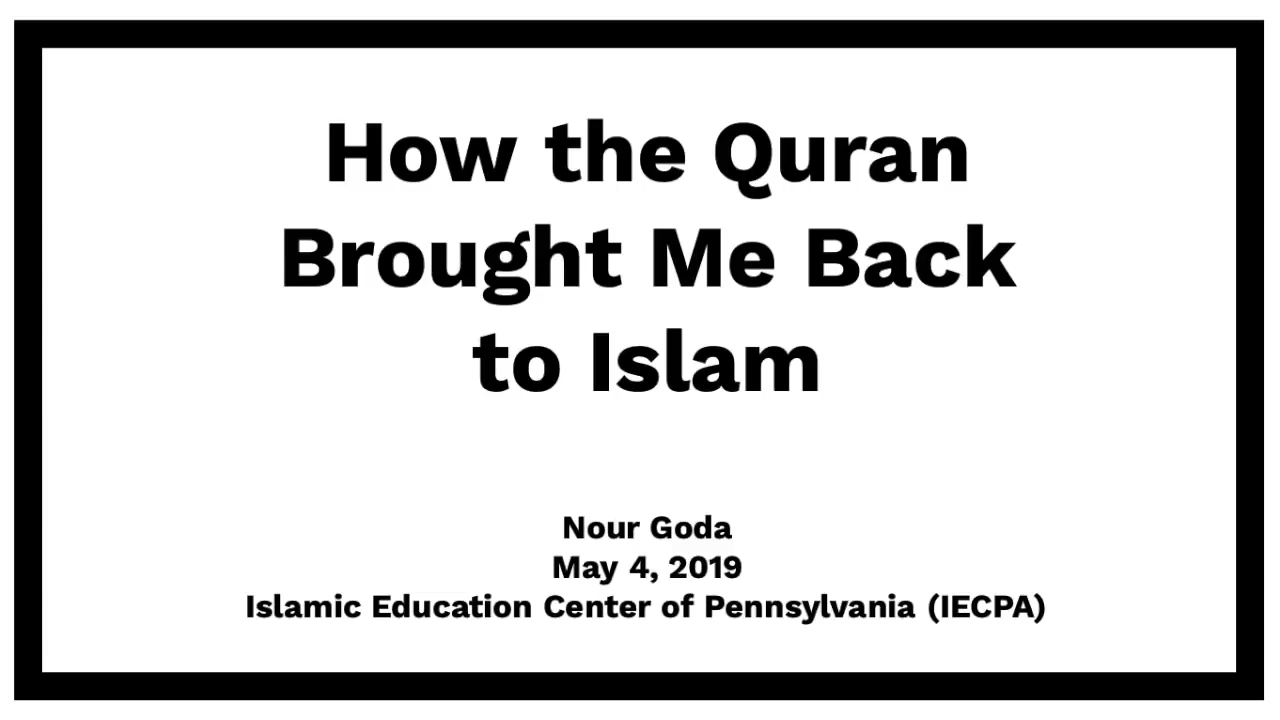 How the Quran
Brought Me Back
to Islam
Nour Goda
May 4, 2019
Islamic Education Center of Pennsylvania (IECPA)